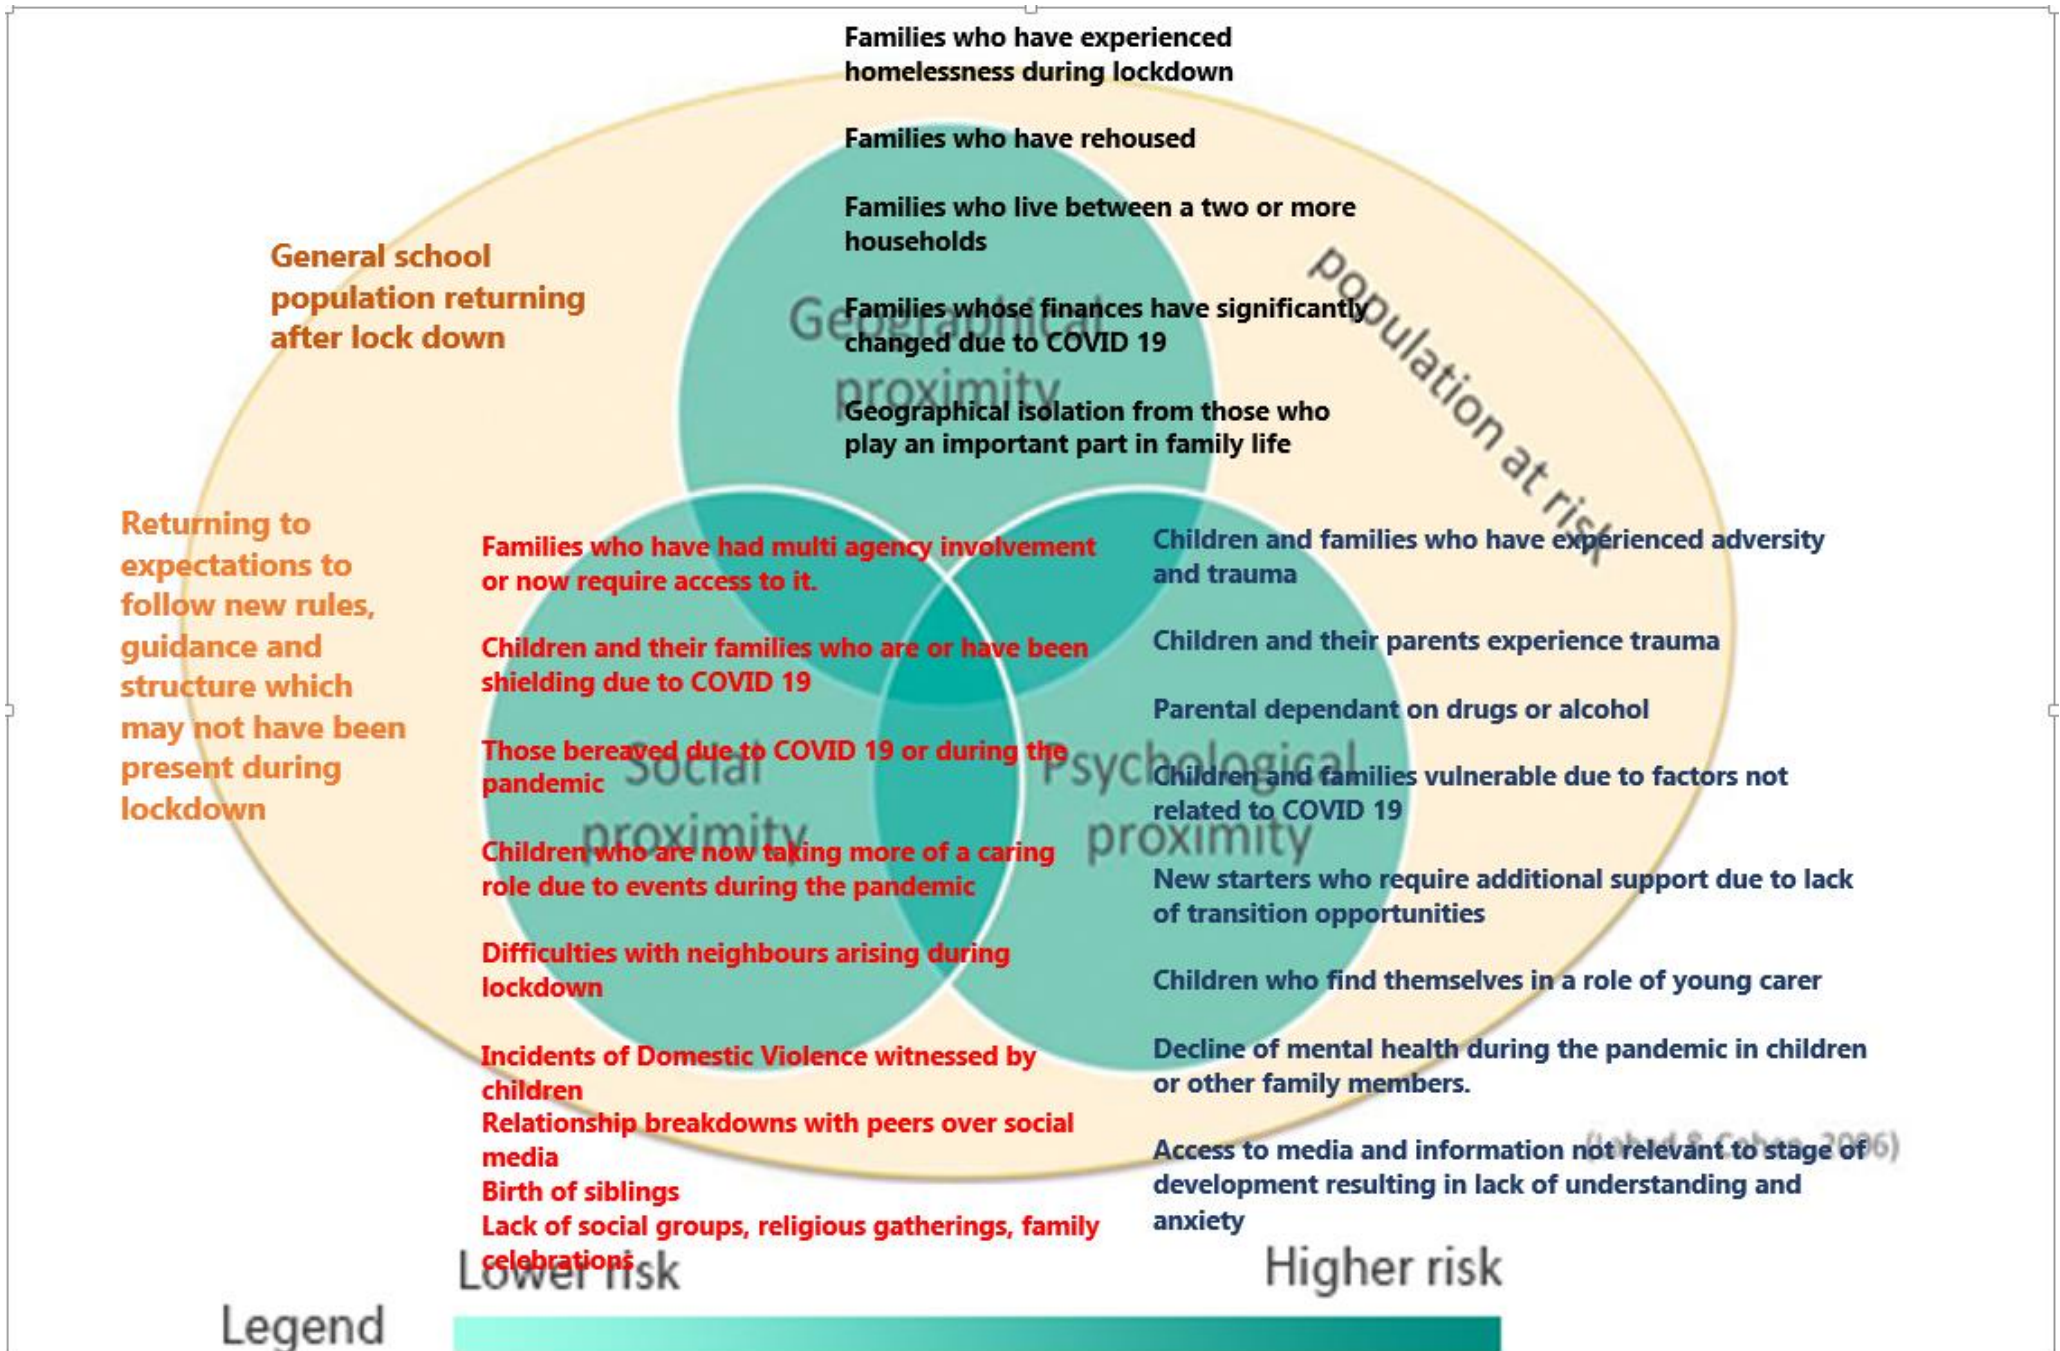 Families who have experienced
homelessness during lockdown
Families who have rehoused
Families who live between a two or more
households
Families whose finances have significantly
changed due to COVID 19
Geographical isolation from those who
play an important part in family life
Geographical
proximity
population at risk
General school
population returning
after lock down
Returning to
expectations to
follow new rules,
guidance and
structure which
may not have been
present during
lockdown
Families who have had multi agency involvement
or now require access to it.
Children and their families who are or have been
shielding due to COVID 19
Those bereaved due to COVID 19 or during the
pandemic
Children who are now taking more of a caring
role due to events during the pandemic
Difficulties with neighbours arising during
lockdown
Incidents of Domestic Violence witnessed by
children
Relationship breakdowns with peers over social
media
Birth of siblings
Lack of social groups, religious gatherings, family
celebrations
Social
proximity
Children and families who have experienced adversity
and trauma
Children and their parents experience trauma
Parental dependant on drugs or alcohol
Children and families vulnerable due to factors not
related to COVID 19
New starters who require additional support due to lack
of transition opportunities
Children who find themselves in a role of young carer
Decline of mental health during the pandemic in children
or other family members.
Access to media and information not relevant to stage of
development resulting in lack of understanding and
anxiety
Psychological
proximity
2006)
Lower risk
Higher risk
Legend